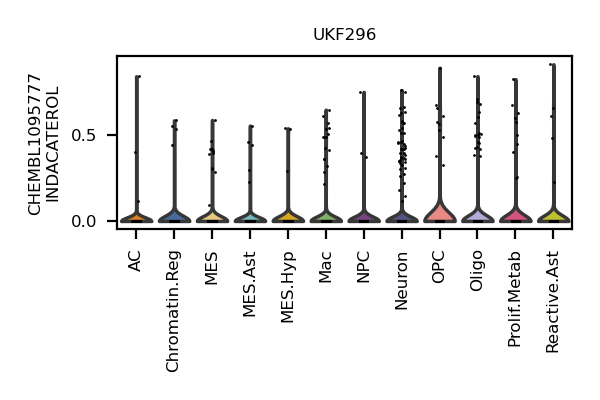 UKF296
CHEMBL1095777
INDACATEROL
0.5
0.0
AC
Chromatin.Reg
MES
MES.Ast
MES.Hyp
Mac
NPC
Neuron
OPC
Oligo
Prolif.Metab
Reactive.Ast